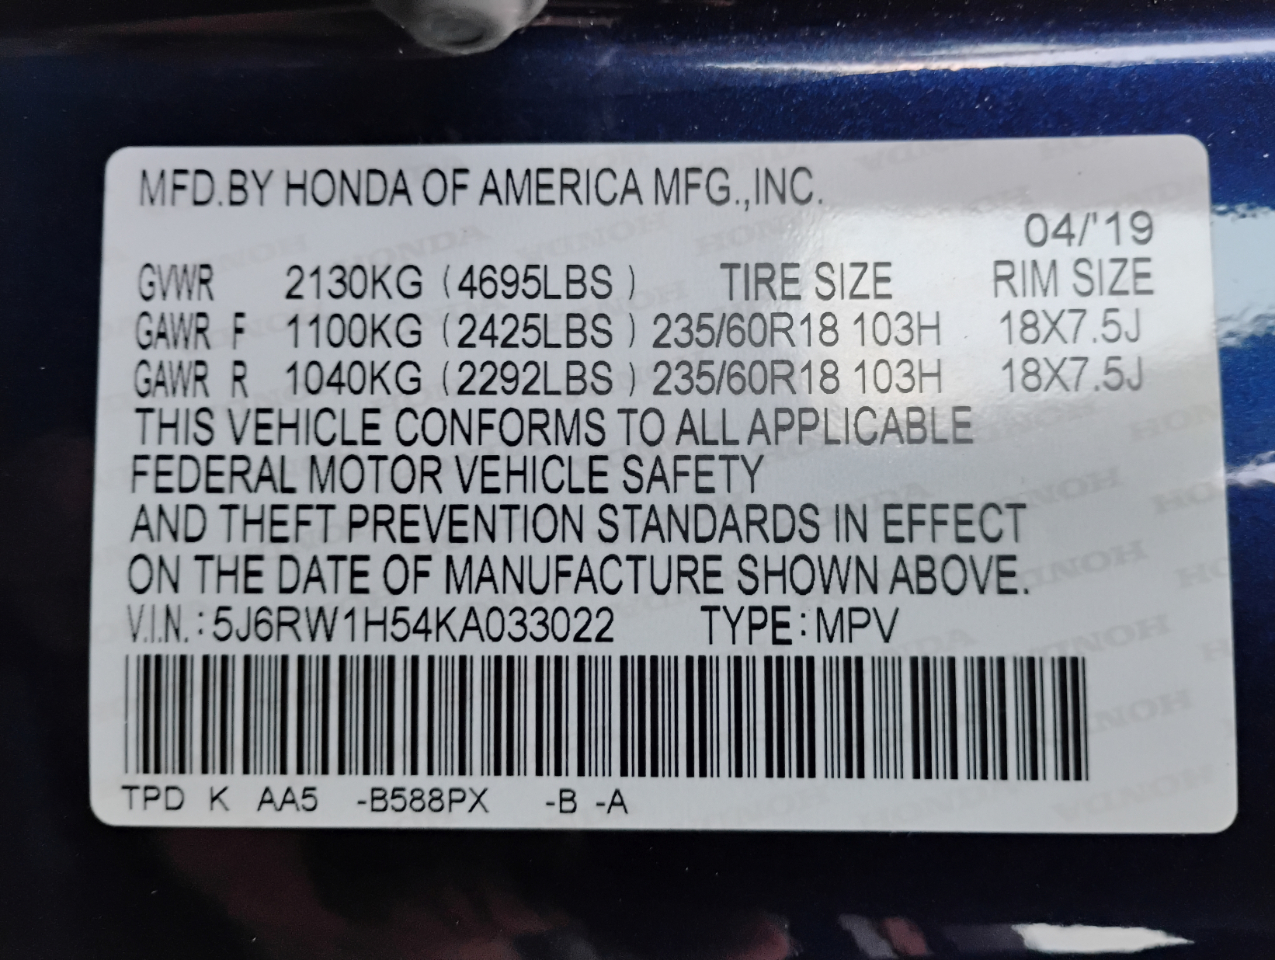 MFD.BY HONDA OF AMERICA MFG.,INC.
04/'19
GVWR 2130KG (4695LBS ) TIRE SIZE RIM SIZE
GAWR F 1100KG (2425LBS ) 235/60R18 103H 18X7.5J
GAWR R 1040KG (2292LBS ) 235/60R18 103H 18X7.5J
THIS VEHICLE CONFORMS TO ALL APPLICABLE
FEDERAL MOTOR VEHICLE SAFETY
AND THEFT PREVENTION STANDARDS IN EFFECT
ON THE DATE OF MANUFACTURE SHOWN ABOVE.
V.I.N.: 5J6RW1H54KA033022 TYPE: MPV
TPD K AA5 -B588PX -B -A